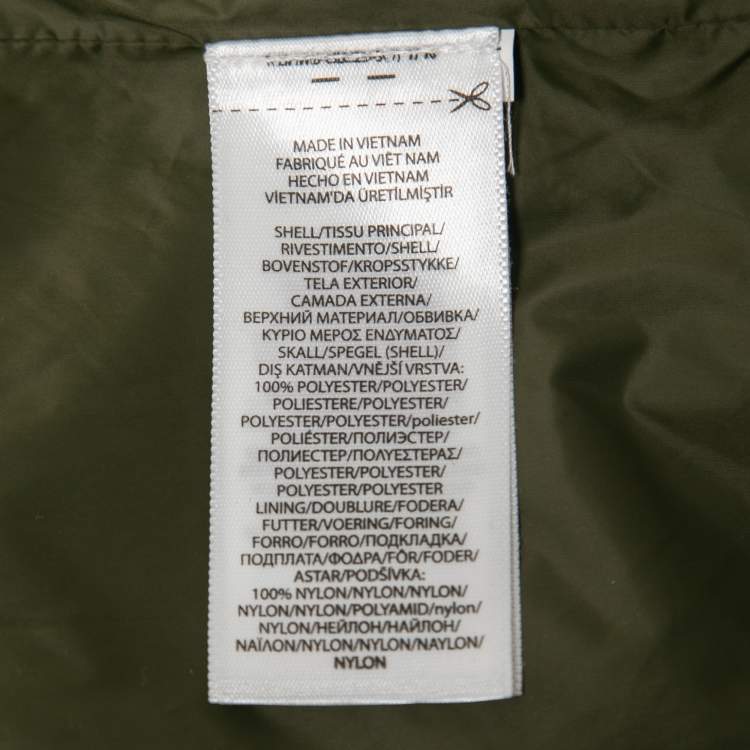 MADE IN VIETNAM
FABRIQUÉ AU VIÊT NAM
HECHO EN VIETNAM
VİETNAM'DA ÜRETİLMİŞTİR
SHELL/TISSU PRINCIPAL/
RIVESTIMENTO/SHELL/
BOVENSTOF/KROPSSTYKKE/
TELA EXTERIOR/
CAMADA EXTERNA/
ВЕРХНИЙ МАТЕРИАЛ/ОБВИВКА/
ΚΥΡΙΟ ΜΕΡΟΣ ΕΝΔΥΜΑΤΟΣ/
SKALL/SPEGEL (SHELL)/
DIŞ KATMAN/VNĚJŠÍ VRSTVA:
100% POLYESTER/POLYESTER/
POLIESTERE/POLYESTER/
POLYESTER/POLYESTER/poliester/
POLIÉSTER/ПОЛИЭСТЕР/
ПОЛИЕСТЕР/ΠΟΛΥΕΣΤΕΡΑΣ/
POLYESTER/POLYESTER/
POLYESTER/POLYESTER
LINING/DOUBLURE/FODERA/
FUTTER/VOERING/FORING/
FORRO/FORRO/ПОДКЛАДКА/
ПОДПЛАТА/ΦΟΔΡΑ/FÔR/FODER/
ASTAR/PODŠÍVKA:
100% NYLON/NYLON/NYLON/
NYLON/NYLON/POLYAMID/nylon/
NYLON/НЕЙЛОН/НАЙЛОН/
ΝΑΪΛΟΝ/NYLON/NYLON/NAYLON/
NYLON